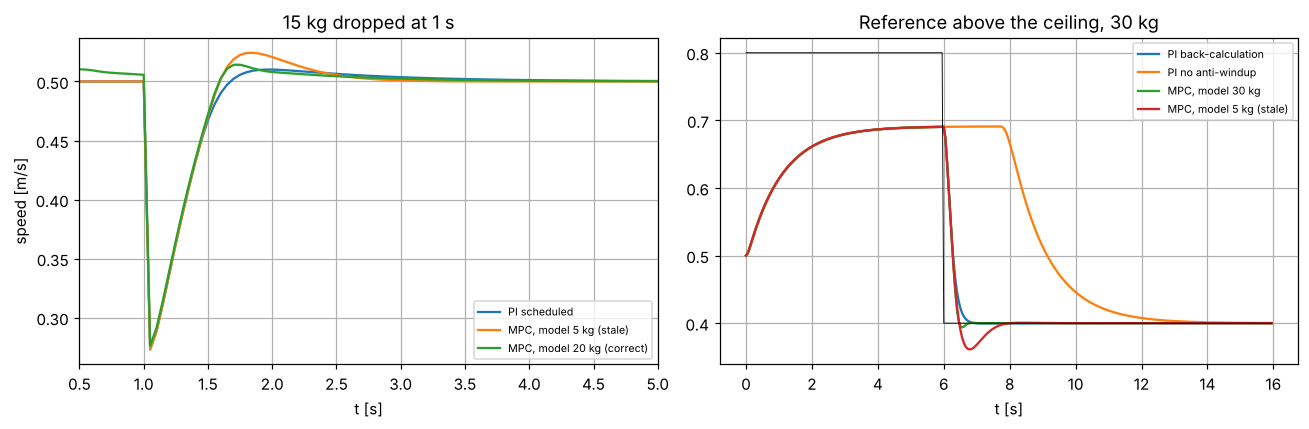 15 kg dropped at 1 s
speed [m/s]
0.50
0.45
0.40
0.35
0.30
PI scheduled
MPC, model 5 kg (stale)
MPC, model 20 kg (correct)
0.5 1.0 1.5 2.0 2.5 3.0 3.5 4.0 4.5 5.0
t [s]
Reference above the ceiling, 30 kg
0.8
0.7
0.6
0.5
0.4
PI back-calculation
PI no anti-windup
MPC, model 30 kg
MPC, model 5 kg (stale)
0 2 4 6 8 10 12 14 16
t [s]